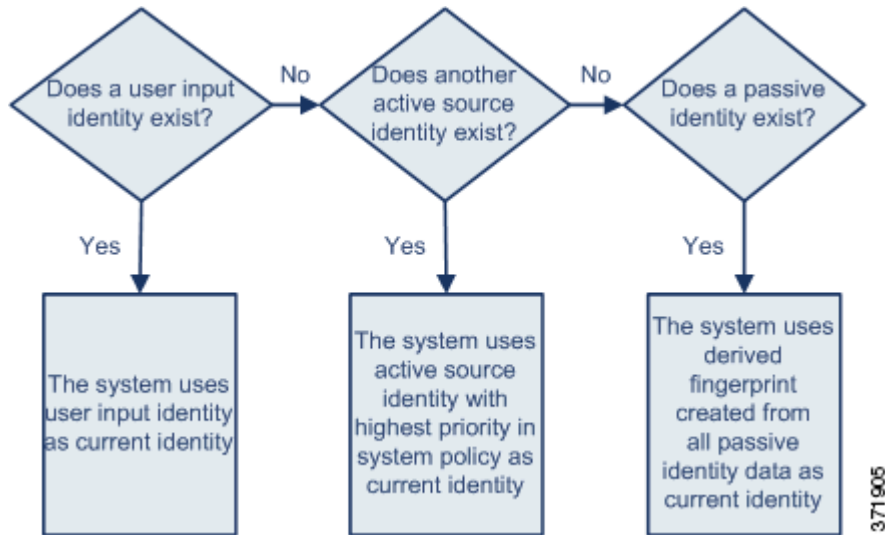 Does a user input
identity exist?
No
Does another
active source
identity exist?
No
Does a passive
identity exist?
Yes
Yes
Yes
The system uses
user input identity
as current identity
The system uses
active source
identity with
highest priority in
system policy as
current identity
The system uses
derived
fingerprint
created from
all passive
identity data as
current identity
371905